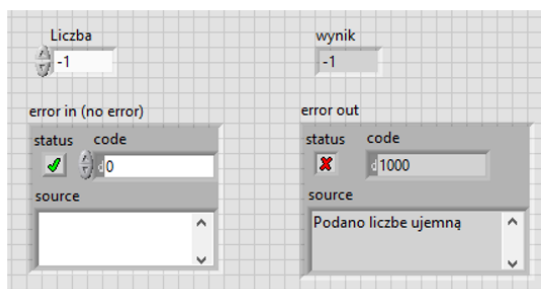 Liczba
-1
wynik
-1
error in (no error)
status code
d 0
source
error out
status code
d 1000
source
Podano liczbe ujemną